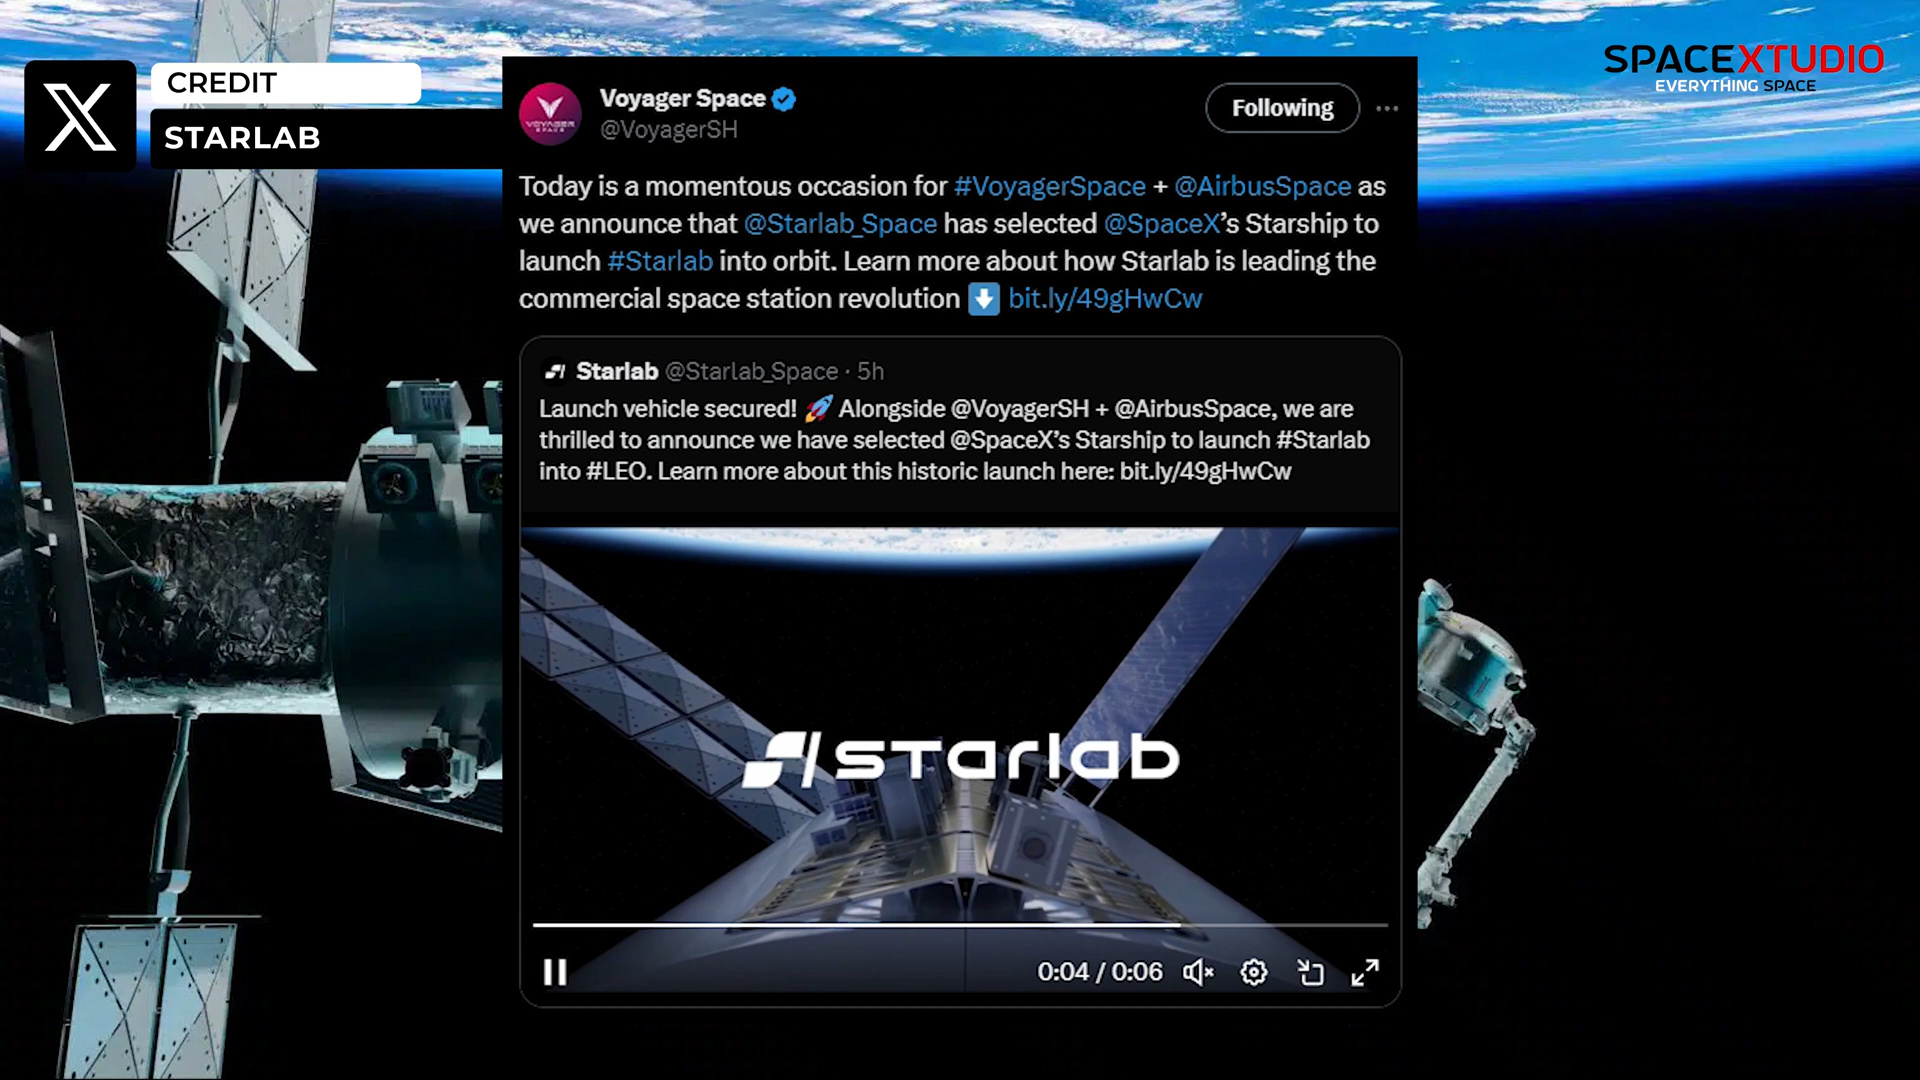 CREDIT
STARLAB
SPACEXTUDIO
EVERYTHING SPACE
VOYAGER
SPACE
Voyager Space
@VoyagerSH
Following
Today is a momentous occasion for #VoyagerSpace + @AirbusSpace as
we announce that @Starlab_Space has selected @SpaceX’s Starship to
launch #Starlab into orbit. Learn more about how Starlab is leading the
commercial space station revolution ⬇️ bit.ly/49gHwCw
Starlab @Starlab_Space · 5h
Launch vehicle secured! 🚀 Alongside @VoyagerSH + @AirbusSpace, we are
thrilled to announce we have selected @SpaceX’s Starship to launch #Starlab
into #LEO. Learn more about this historic launch here: bit.ly/49gHwCw
starlab
0:04 / 0:06